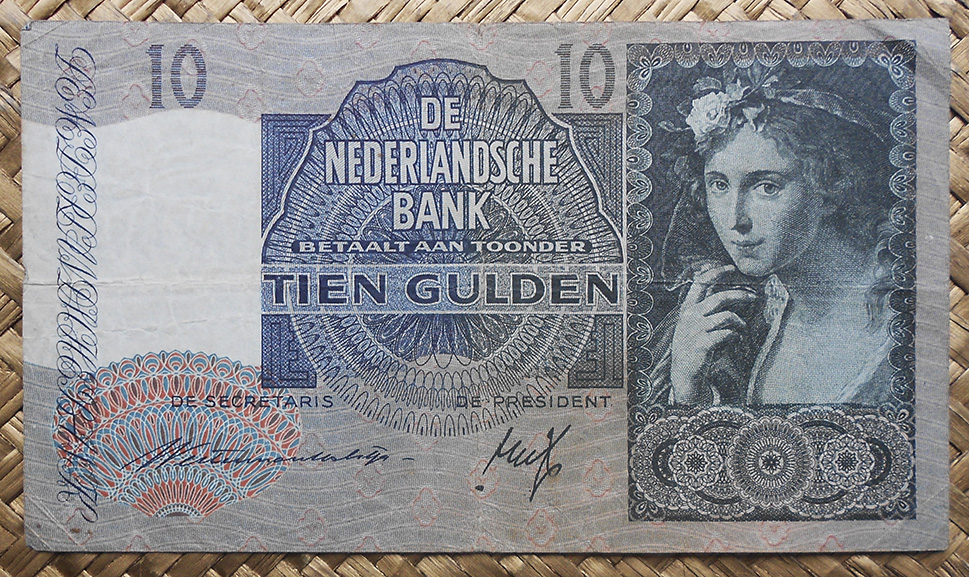 10
10
DE
NEDERLANDSCHE
BANK
BETAALT AAN TOONDER
TIEN GULDEN
DE SECRETARIS
DE PRESIDENT